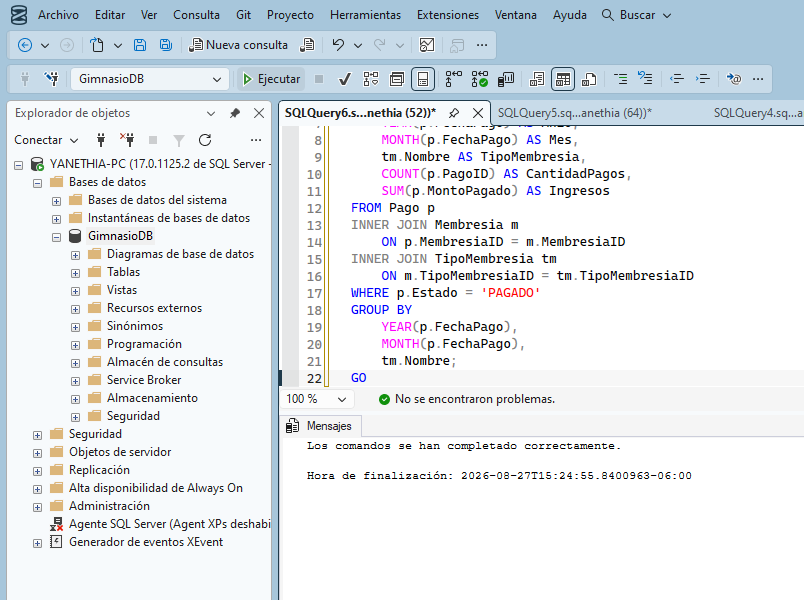 Archivo Editar Ver Consulta Git Proyecto Herramientas Extensiones Ventana Ayuda Buscar
Nueva consulta
GimnasioDB Ejecutar
Explorador de objetos
Conectar
YANETHIA-PC (17.0.1125.2 de SQL Server -
Bases de datos
Bases de datos del sistema
Instantáneas de bases de datos
GimnasioDB
Diagramas de base de datos
Tablas
Vistas
Recursos externos
Sinónimos
Programación
Almacén de consultas
Service Broker
Almacenamiento
Seguridad
Seguridad
Objetos de servidor
Replicación
Alta disponibilidad de Always On
Administración
Agente SQL Server (Agent XPs deshabi
Generador de eventos XEvent
SQLQuery6.s...nethia (52))* SQLQuery5.sq...anethia (64))* SQLQuery4.sq...a
8 MONTH(p.FechaPago) AS Mes,
9 tm.Nombre AS TipoMembresia,
10 COUNT(p.PagoID) AS CantidadPagos,
11 SUM(p.MontoPagado) AS Ingresos
12 FROM Pago p
13 INNER JOIN Membresia m
14 ON p.MembresiaID = m.MembresiaID
15 INNER JOIN TipoMembresia tm
16 ON m.TipoMembresiaID = tm.TipoMembresiaID
17 WHERE p.Estado = 'PAGADO'
18 GROUP BY
19 YEAR(p.FechaPago),
20 MONTH(p.FechaPago),
21 tm.Nombre;
22 GO
100 % No se encontraron problemas.
Mensajes
Los comandos se han completado correctamente.
Hora de finalización: 2026-08-27T15:24:55.8400963-06:00